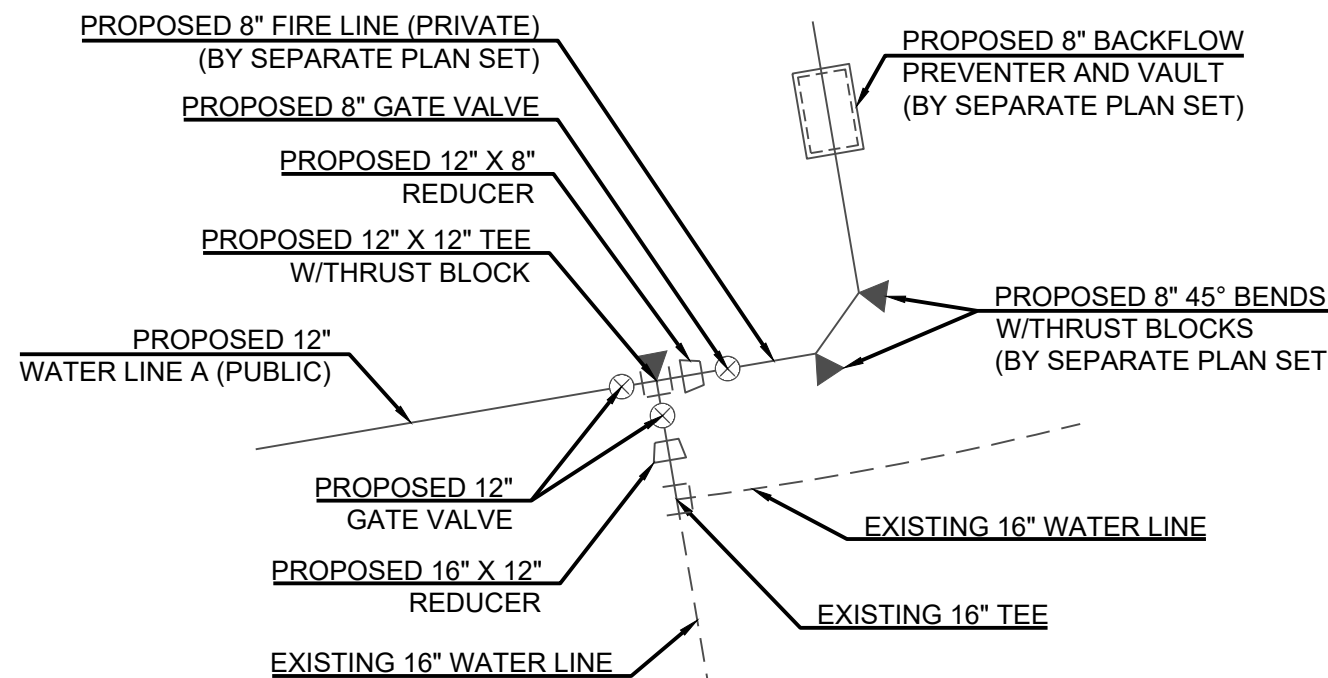 PROPOSED 8" FIRE LINE (PRIVATE)
(BY SEPARATE PLAN SET)
PROPOSED 8" GATE VALVE
PROPOSED 12" X 8"
REDUCER
PROPOSED 12" X 12" TEE
W/THRUST BLOCK
PROPOSED 12"
WATER LINE A (PUBLIC)
PROPOSED 12"
GATE VALVE
PROPOSED 16" X 12"
REDUCER
EXISTING 16" WATER LINE
PROPOSED 8" BACKFLOW
PREVENTER AND VAULT
(BY SEPARATE PLAN SET)
PROPOSED 8" 45° BENDS
W/THRUST BLOCKS
(BY SEPARATE PLAN SET
EXISTING 16" WATER LINE
EXISTING 16" TEE